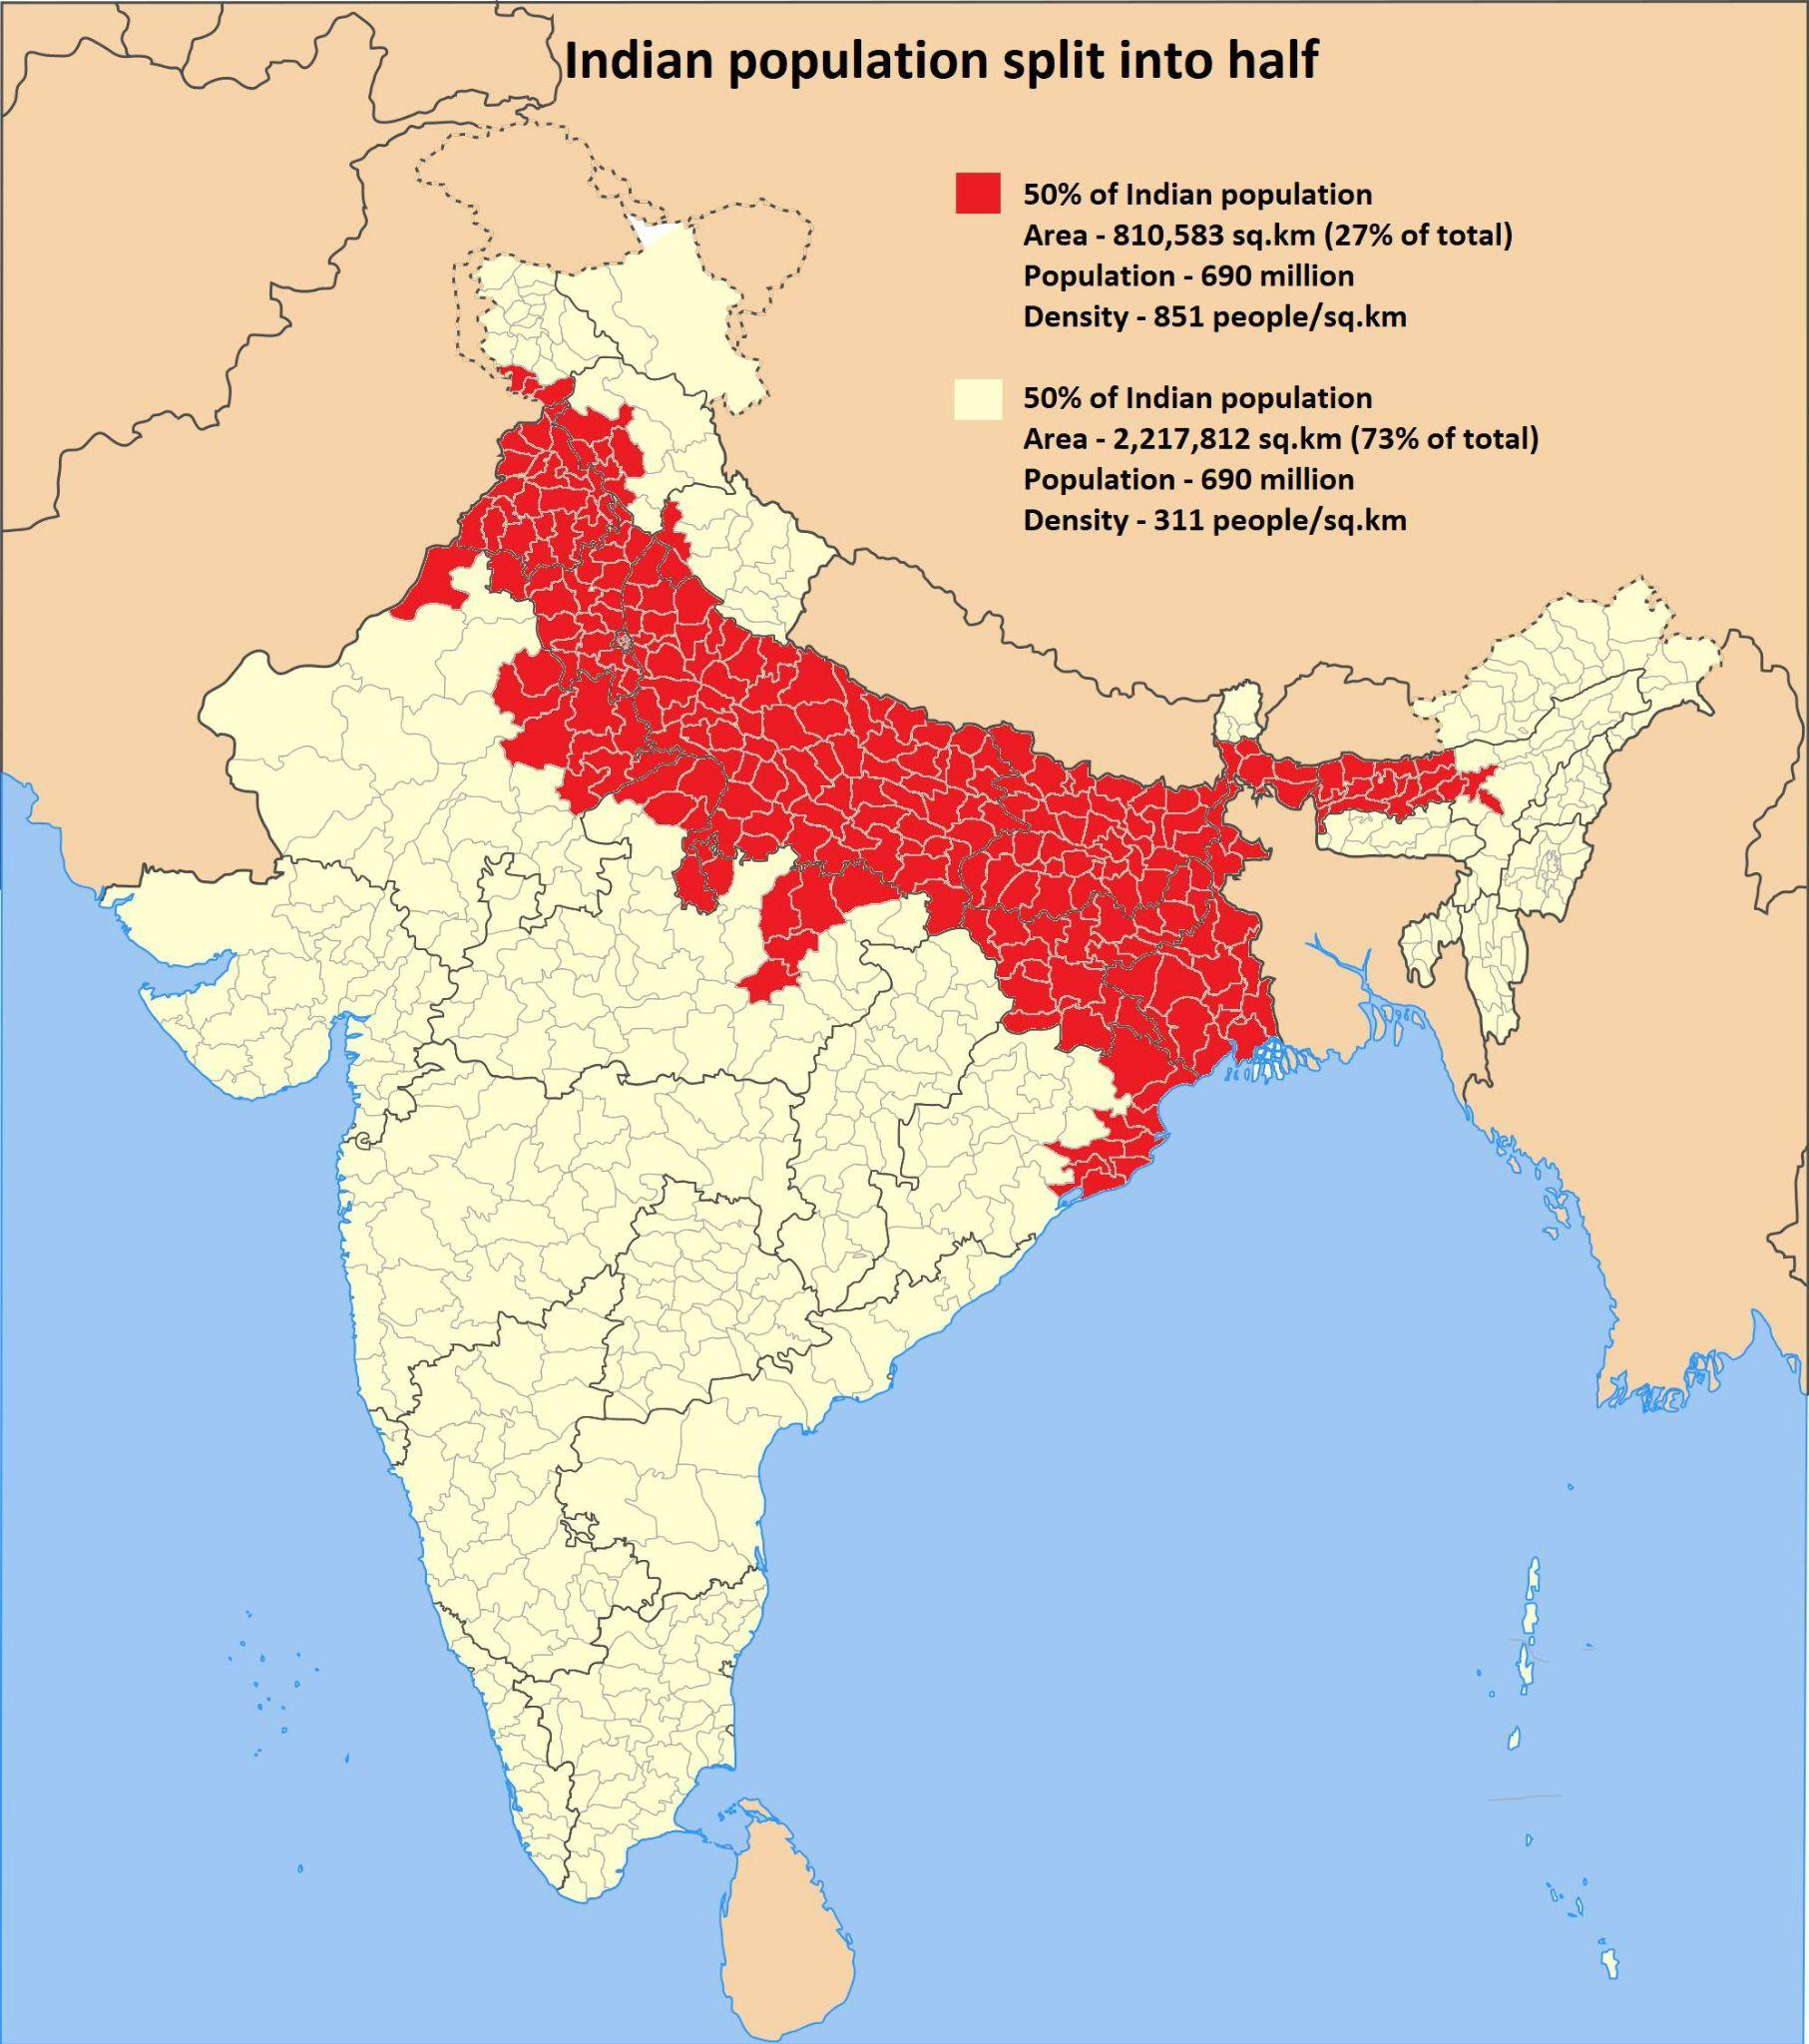 Indian population split into half
50% of Indian population
Area - 810,583 sq.km (27% of total)
Population - 690 million
Density - 851 people/sq.km
50% of Indian population
Area - 2,217,812 sq.km (73% of total)
Population - 690 million
Density - 311 people/sq.km